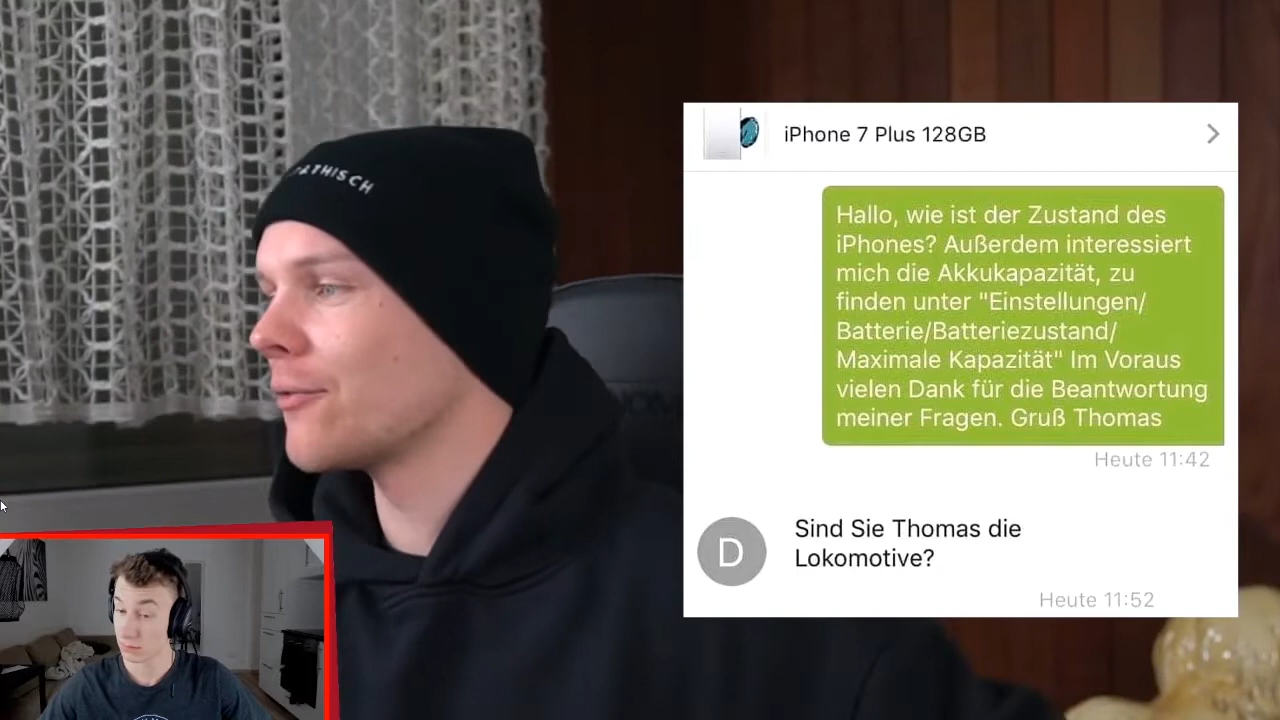 iPhone 7 Plus 128GB
Hallo, wie ist der Zustand des
iPhones? Außerdem interessiert
mich die Akkukapazität, zu
finden unter "Einstellungen/
Batterie/Batteriezustand/
Maximale Kapazität" Im Voraus
vielen Dank für die Beantwortung
meiner Fragen. Gruß Thomas
Heute 11:42
D
Sind Sie Thomas die
Lokomotive?
Heute 11:52